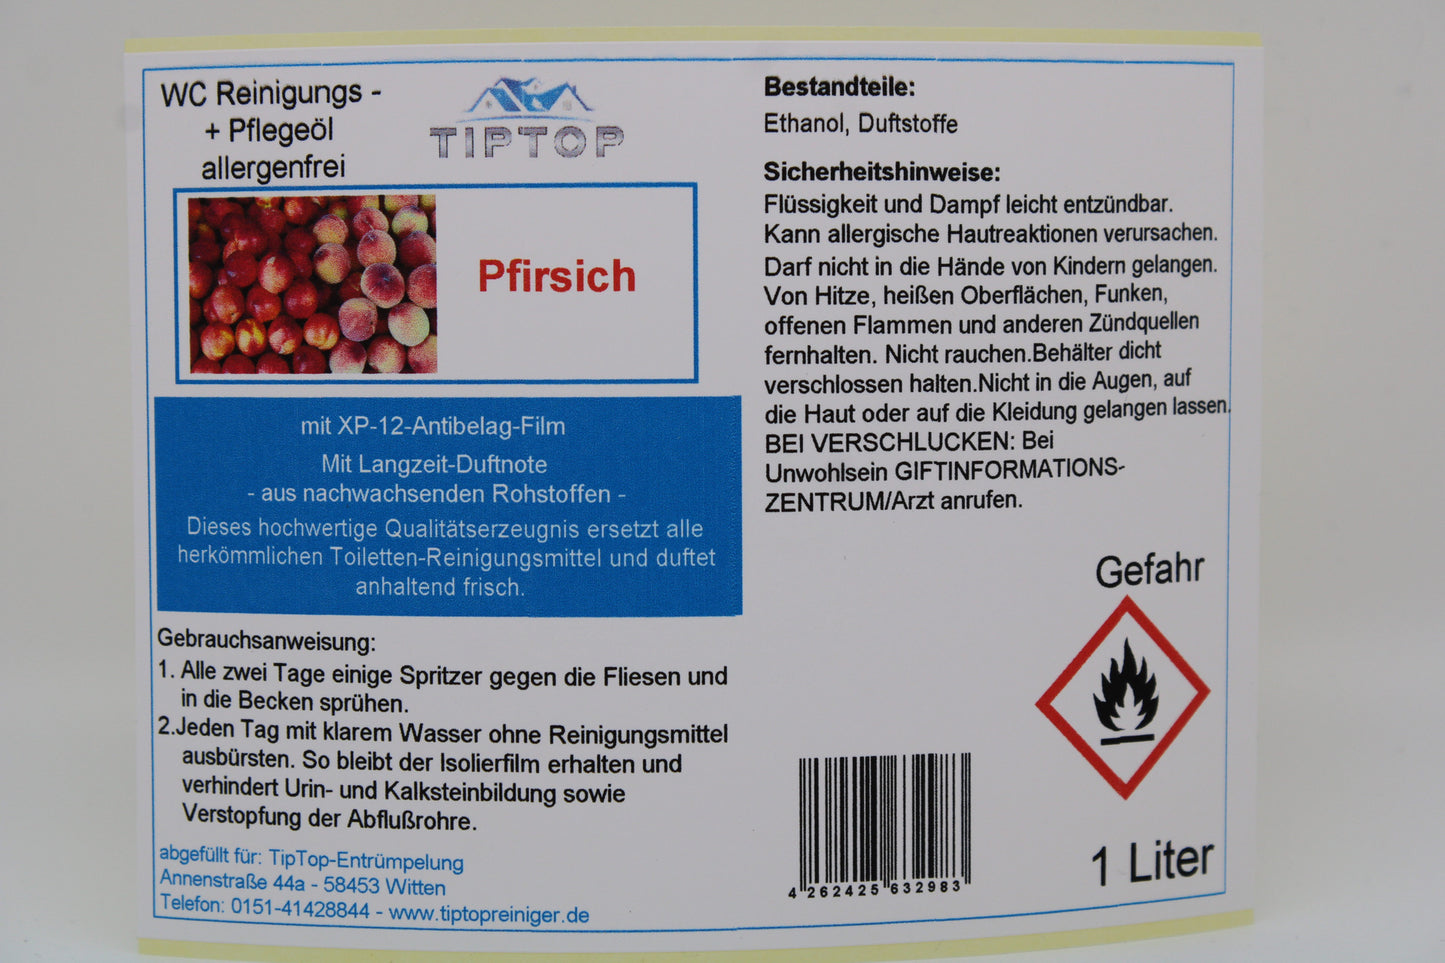 WC Reinigungs -
+ Pflegeöl
allergenfrei
TIPTOP
Pfirsich
mit XP-12-Antibelag-Film
Mit Langzeit-Duftnote
- aus nachwachsenden Rohstoffen -
Dieses hochwertige Qualitätserzeugnis ersetzt alle
herkömmlichen Toiletten-Reinigungsmittel und duftet
anhaltend frisch.
Gebrauchsanweisung:
1. Alle zwei Tage einige Spritzer gegen die Fliesen und
in die Becken sprühen.
2.Jeden Tag mit klarem Wasser ohne Reinigungsmittel
ausbürsten. So bleibt der Isolierfilm erhalten und
verhindert Urin- und Kalksteinbildung sowie
Verstopfung der Abflußrohre.
abgefüllt für: TipTop-Entrümpelung
Annenstraße 44a - 58453 Witten
Telefon: 0151-41428844 - www.tiptopreiniger.de
Bestandteile:
Ethanol, Duftstoffe
Sicherheitshinweise:
Flüssigkeit und Dampf leicht entzündbar.
Kann allergische Hautreaktionen verursachen.
Darf nicht in die Hände von Kindern gelangen.
Von Hitze, heißen Oberflächen, Funken,
offenen Flammen und anderen Zündquellen
fernhalten. Nicht rauchen.Behälter dicht
verschlossen halten.Nicht in die Augen, auf
die Haut oder auf die Kleidung gelangen lassen.
BEI VERSCHLUCKEN: Bei
Unwohlsein GIFTINFORMATIONS-
ZENTRUM/Arzt anrufen.
Gefahr
4 262425 632983
1 Liter